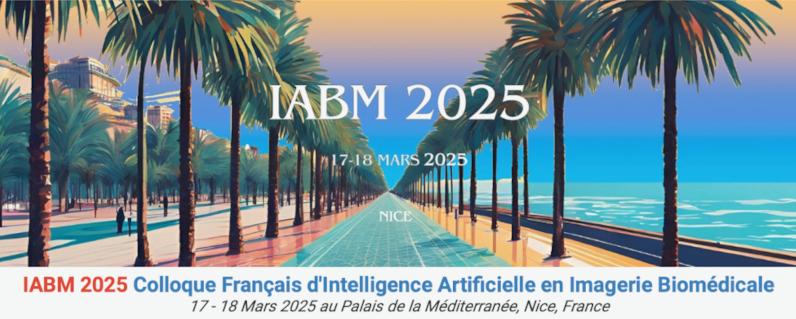 IABM 2025
17-18 MARS 2025
NICE
IABM 2025 Colloque Français d'Intelligence Artificielle en Imagerie Biomédicale
17 - 18 Mars 2025 au Palais de la Méditerranée, Nice, France